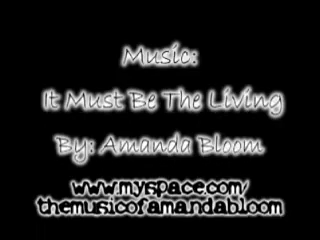 Music:
It Must Be The Living
By: Amanda Bloom
www.myspace.com/
themusicofamandabloom